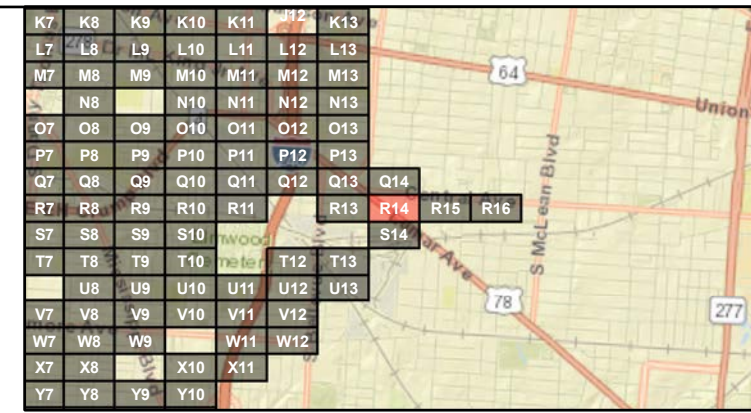 J12
K7 K8 K9 K10 K11 K13
L7 L8 L9 L10 L11 L12 L13
M7 M8 M9 M10 M11 M12 M13
64
Union
N8 N10 N11 N12 N13
O7 O8 O9 O10 O11 O12 O13
P7 P8 P9 P10 P11 P12 P13
Q7 Q8 Q9 Q10 Q11 Q12 Q13 Q14
R7 R8 R9 R10 R11 R13 R14 R15 R16
S McLean Blvd
S7 S8 S9 S10 S14
T7 T8 T9 T10 T12 T13
U8 U9 U10 U11 U12 U13
78
277
V7 V8 V9 V10 V11 V12
W7 W8 W9 W11 W12
X7 X8 X10 X11
Y7 Y8 Y9 Y10